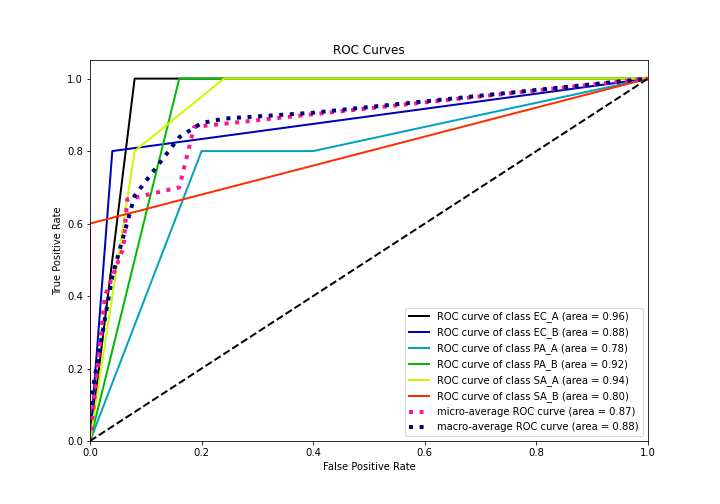 ROC Curves
True Positive Rate
1.0
0.8
0.6
0.4
0.2
0.0
ROC curve of class EC_A (area = 0.96)
ROC curve of class EC_B (area = 0.88)
ROC curve of class PA_A (area = 0.78)
ROC curve of class PA_B (area = 0.92)
ROC curve of class SA_A (area = 0.94)
ROC curve of class SA_B (area = 0.80)
micro-average ROC curve (area = 0.87)
macro-average ROC curve (area = 0.88)
0.0 0.2 0.4 0.6 0.8 1.0
False Positive Rate